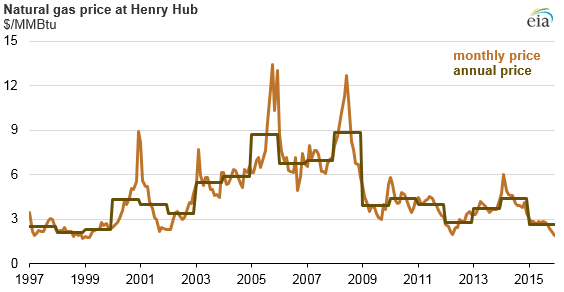 Natural gas price at Henry Hub
$/MMBtu
eia
15
monthly price
annual price
12
9
6
3
0
1997 1999 2001 2003 2005 2007 2009 2011 2013 2015